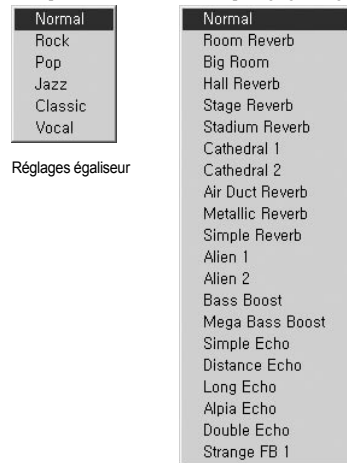 Normal
Rock
Pop
Jazz
Classic
Vocal
Réglages égaliseur
Normal
Room Reverb
Big Room
Hall Reverb
Stage Reverb
Stadium Reverb
Cathedral 1
Cathedral 2
Air Duct Reverb
Metallic Reverb
Simple Reverb
Alien 1
Alien 2
Bass Boost
Mega Bass Boost
Simple Echo
Distance Echo
Long Echo
Alpia Echo
Double Echo
Strange FB 1